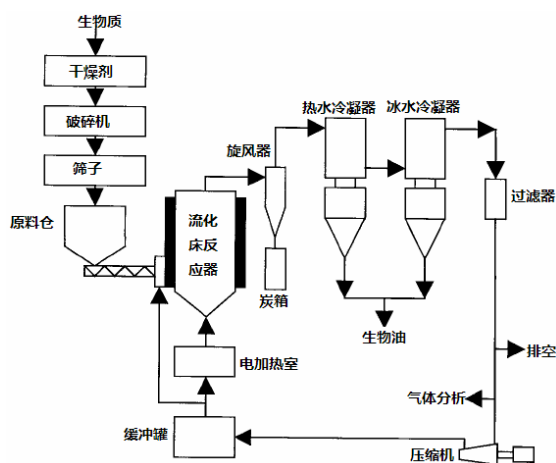 生物质
干燥剂
破碎机
筛子
原料仓
流化
床反
应器
旋风器
炭箱
热水冷凝器
冰水冷凝器
过滤器
生物油
排空
气体分析
电加热室
缓冲罐
压缩机